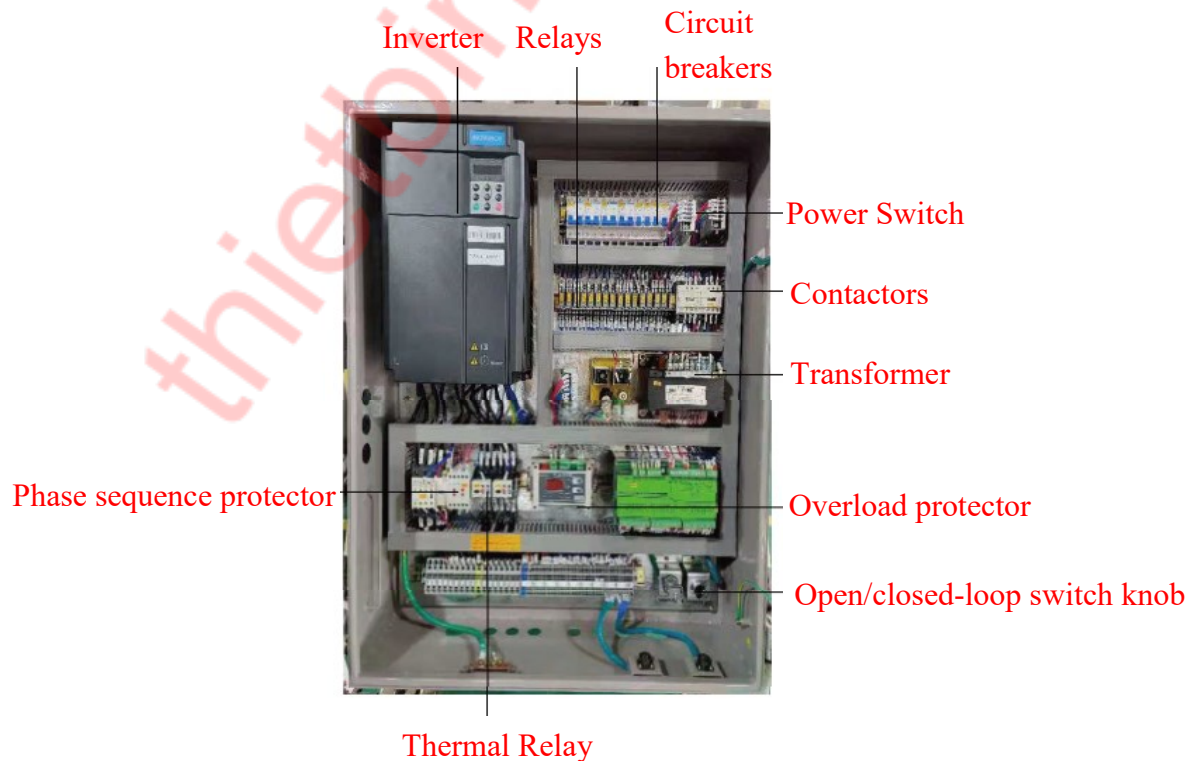 Inverter
Relays
Circuit
breakers
Power Switch
Contactors
Transformer
Phase sequence protector
Overload protector
Open/closed-loop switch knob
Thermal Relay